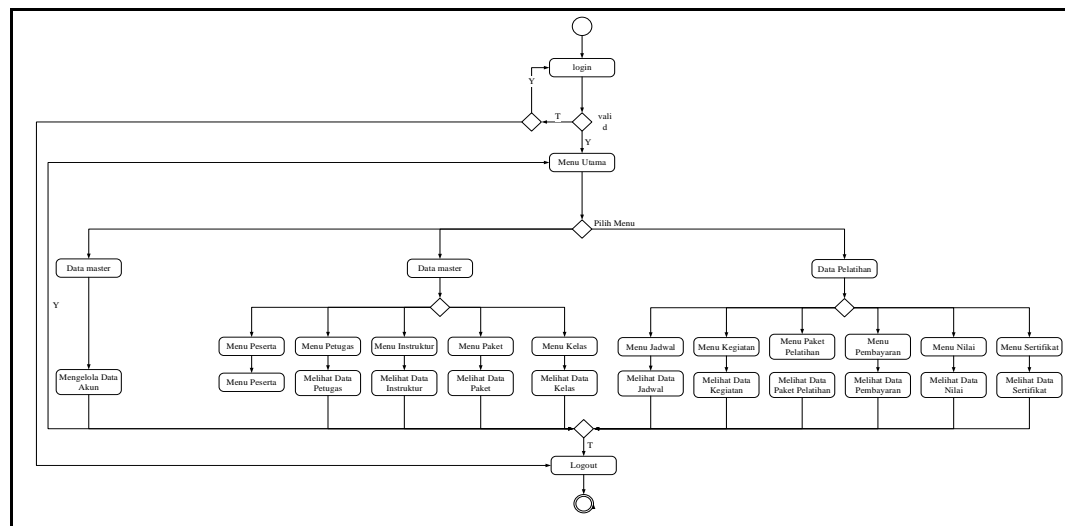 login
Y
T
vali
d
Y
Menu Utama
Pilih Menu
Data master
Data master
Data Pelatihan
Y
Menu Peserta
Menu Petugas
Menu Instruktur
Menu Paket
Menu Kelas
Menu Jadwal
Menu Kegiatan
Menu Paket
Pelatihan
Menu
Pembayaran
Menu Nilai
Menu Sertifikat
Mengelola Data
Akun
Menu Peserta
Melihat Data
Petugas
Melihat Data
Instruktur
Melihat Data
Paket
Melihat Data
Kelas
Melihat Data
Jadwal
Melihat Data
Kegiatan
Melihat Data
Paket Pelatihan
Melihat Data
Pembayaran
Melihat Data
Nilai
Melihat Data
Sertifikat
T
Logout